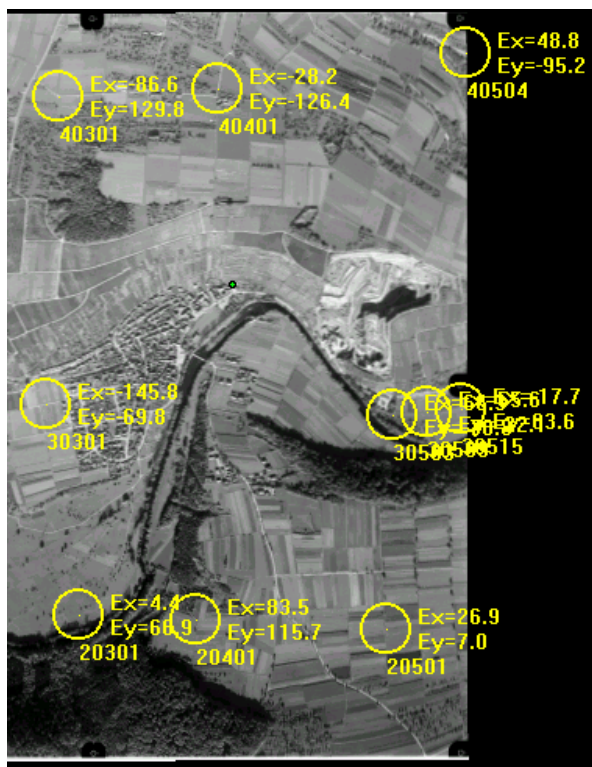 Ex=48.8
Ey=-95.2
40504
Ex=-86.6
Ey=129.8
40301
Ex=-28.2
Ey=-126.4
40401
Ex=-145.8
Ey=-69.8
30301
30515
Ex=4.4
Ey=66.9
20301
Ex=83.5
Ey=115.7
20401
Ex=26.9
Ey=7.0
20501